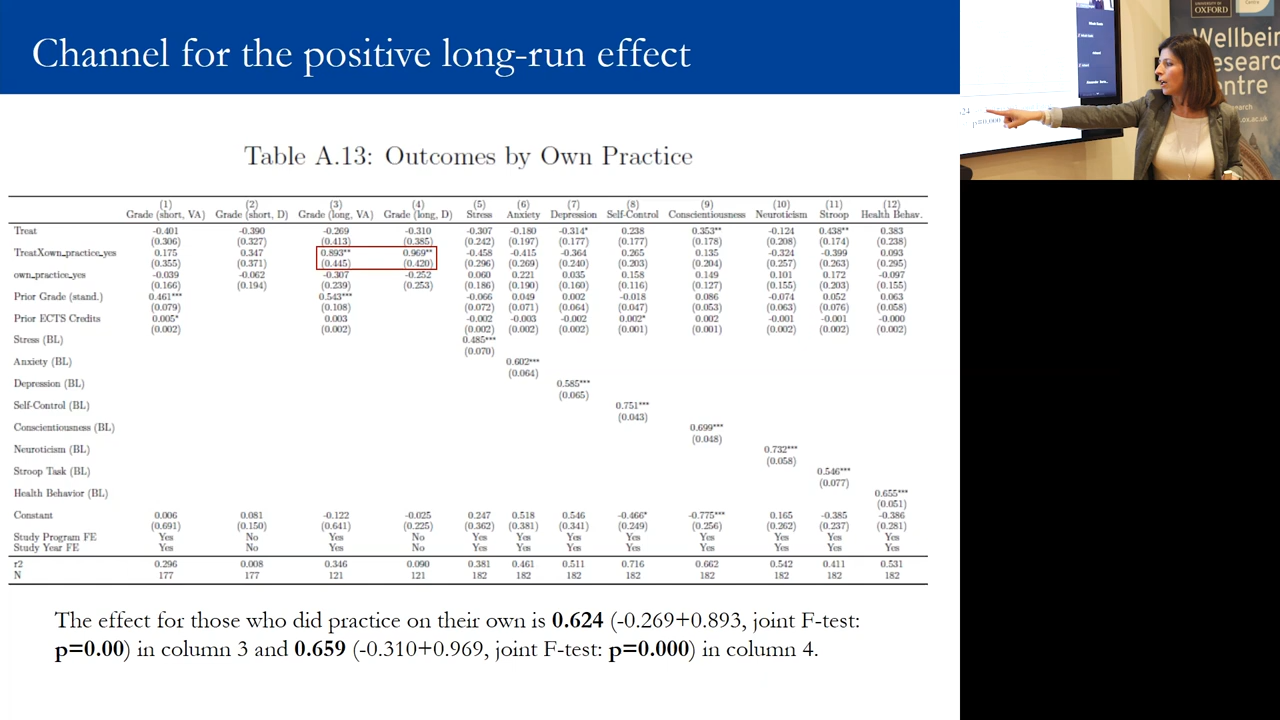 Channel for the positive long-run effect
Table A.13: Outcomes by Own Practice
(1) (2) (3) (4) (5) (6) (7) (8) (9) (10) (11) (12)
Grade (short, VA) Grade (short, D) Grade (long, VA) Grade (long, D) Stress Anxiety Depression Self-Control Conscientiousness Neuroticism Stroop Health Behav.
Treat -0.401 -0.390 -0.269 -0.310 -0.307 -0.180 -0.314* 0.238 0.353** -0.124 0.438** 0.383
(0.306) (0.327) (0.413) (0.385) (0.242) (0.197) (0.177) (0.177) (0.178) (0.208) (0.174) (0.238)
TreatXown_practice_yes 0.175 0.347 0.893** 0.969** -0.458 -0.415 -0.364 0.265 0.135 -0.324 -0.399 0.093
(0.355) (0.371) (0.445) (0.420) (0.296) (0.269) (0.240) (0.203) (0.204) (0.257) (0.263) (0.295)
own_practice_yes -0.039 -0.062 -0.307 -0.252 0.060 0.221 0.035 0.158 0.149 0.101 0.172 -0.097
(0.166) (0.194) (0.239) (0.253) (0.186) (0.190) (0.160) (0.116) (0.127) (0.155) (0.203) (0.155)
Prior Grade (stand.) 0.461*** 0.543*** -0.066 0.049 0.002 -0.018 0.086 -0.074 0.052 0.063
(0.079) (0.108) (0.072) (0.071) (0.064) (0.047) (0.053) (0.063) (0.076) (0.058)
Prior ECTS Credits 0.005* 0.003 -0.002 -0.003 -0.002 0.002* 0.002 -0.001 -0.001 -0.000
(0.002) (0.002) (0.002) (0.002) (0.002) (0.001) (0.001) (0.002) (0.002) (0.002)
Stress (BL) 0.485***
(0.070)
Anxiety (BL) 0.602***
(0.064)
Depression (BL) 0.585***
(0.065)
Self-Control (BL) 0.751***
(0.043)
Conscientiousness (BL) 0.699***
(0.048)
Neuroticism (BL) 0.732***
(0.058)
Stroop Task (BL) 0.546***
(0.077)
Health Behavior (BL) 0.655***
(0.051)
Constant 0.006 0.081 -0.122 -0.025 0.247 0.518 0.546 -0.466* -0.775*** 0.165 -0.385 -0.386
(0.691) (0.150) (0.641) (0.225) (0.362) (0.381) (0.341) (0.249) (0.256) (0.262) (0.237) (0.281)
Study Program FE Yes No Yes No Yes Yes Yes Yes Yes Yes Yes Yes
Study Year FE Yes No Yes No Yes Yes Yes Yes Yes Yes Yes Yes
r2 0.296 0.008 0.346 0.090 0.381 0.461 0.511 0.716 0.662 0.542 0.411 0.531
N 177 177 121 121 182 182 182 182 182 182 182 182
The effect for those who did practice on their own is 0.624 (-0.269+0.893, joint F-test:
p=0.00) in column 3 and 0.659 (-0.310+0.969, joint F-test: p=0.000) in column 4.
OXFORD
Centre
Wellbein
esearch
entre
esearch
.ox.ac.uk
p=0.000